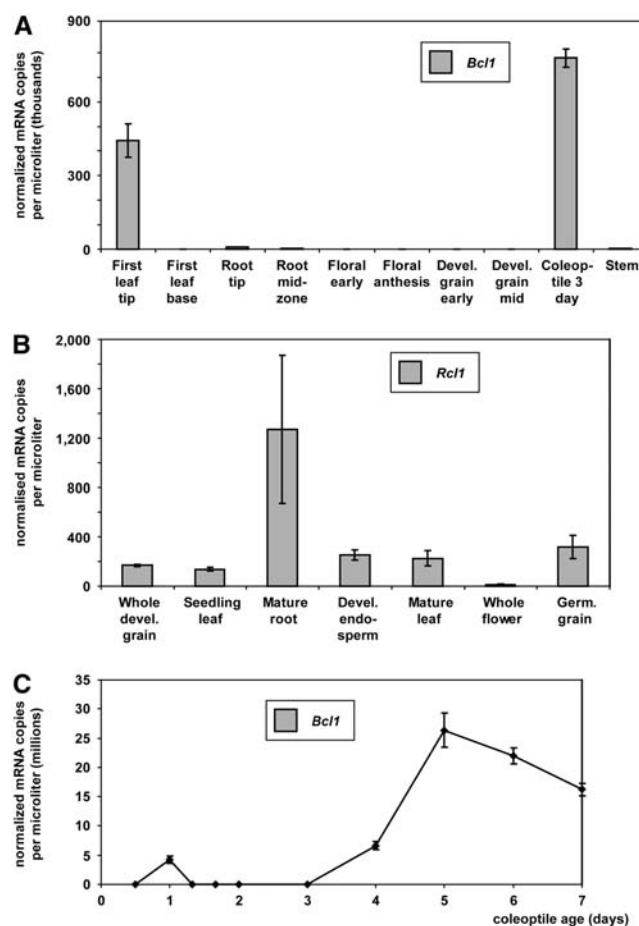 A
normalized mRNA copies
per microliter (thousands)
900
600
300
0
Bcl1
First leaf tip
First leaf base
Root tip
Root mid-zone
Floral early
Floral anthesis
Devel. grain early
Devel. grain mid
Coleop-tile 3 day
Stem
B
normalised mRNA copies
per microliter
2,000
1,600
1,200
800
400
0
Rcl1
Whole devel. grain
Seedling leaf
Mature root
Devel. endo-sperm
Mature leaf
Whole flower
Germ. grain
C
normalized mRNA copies
per microliter (millions)
35
30
25
20
15
10
5
0
Bcl1
0 1 2 3 4 5 6 7
coleoptile age (days)